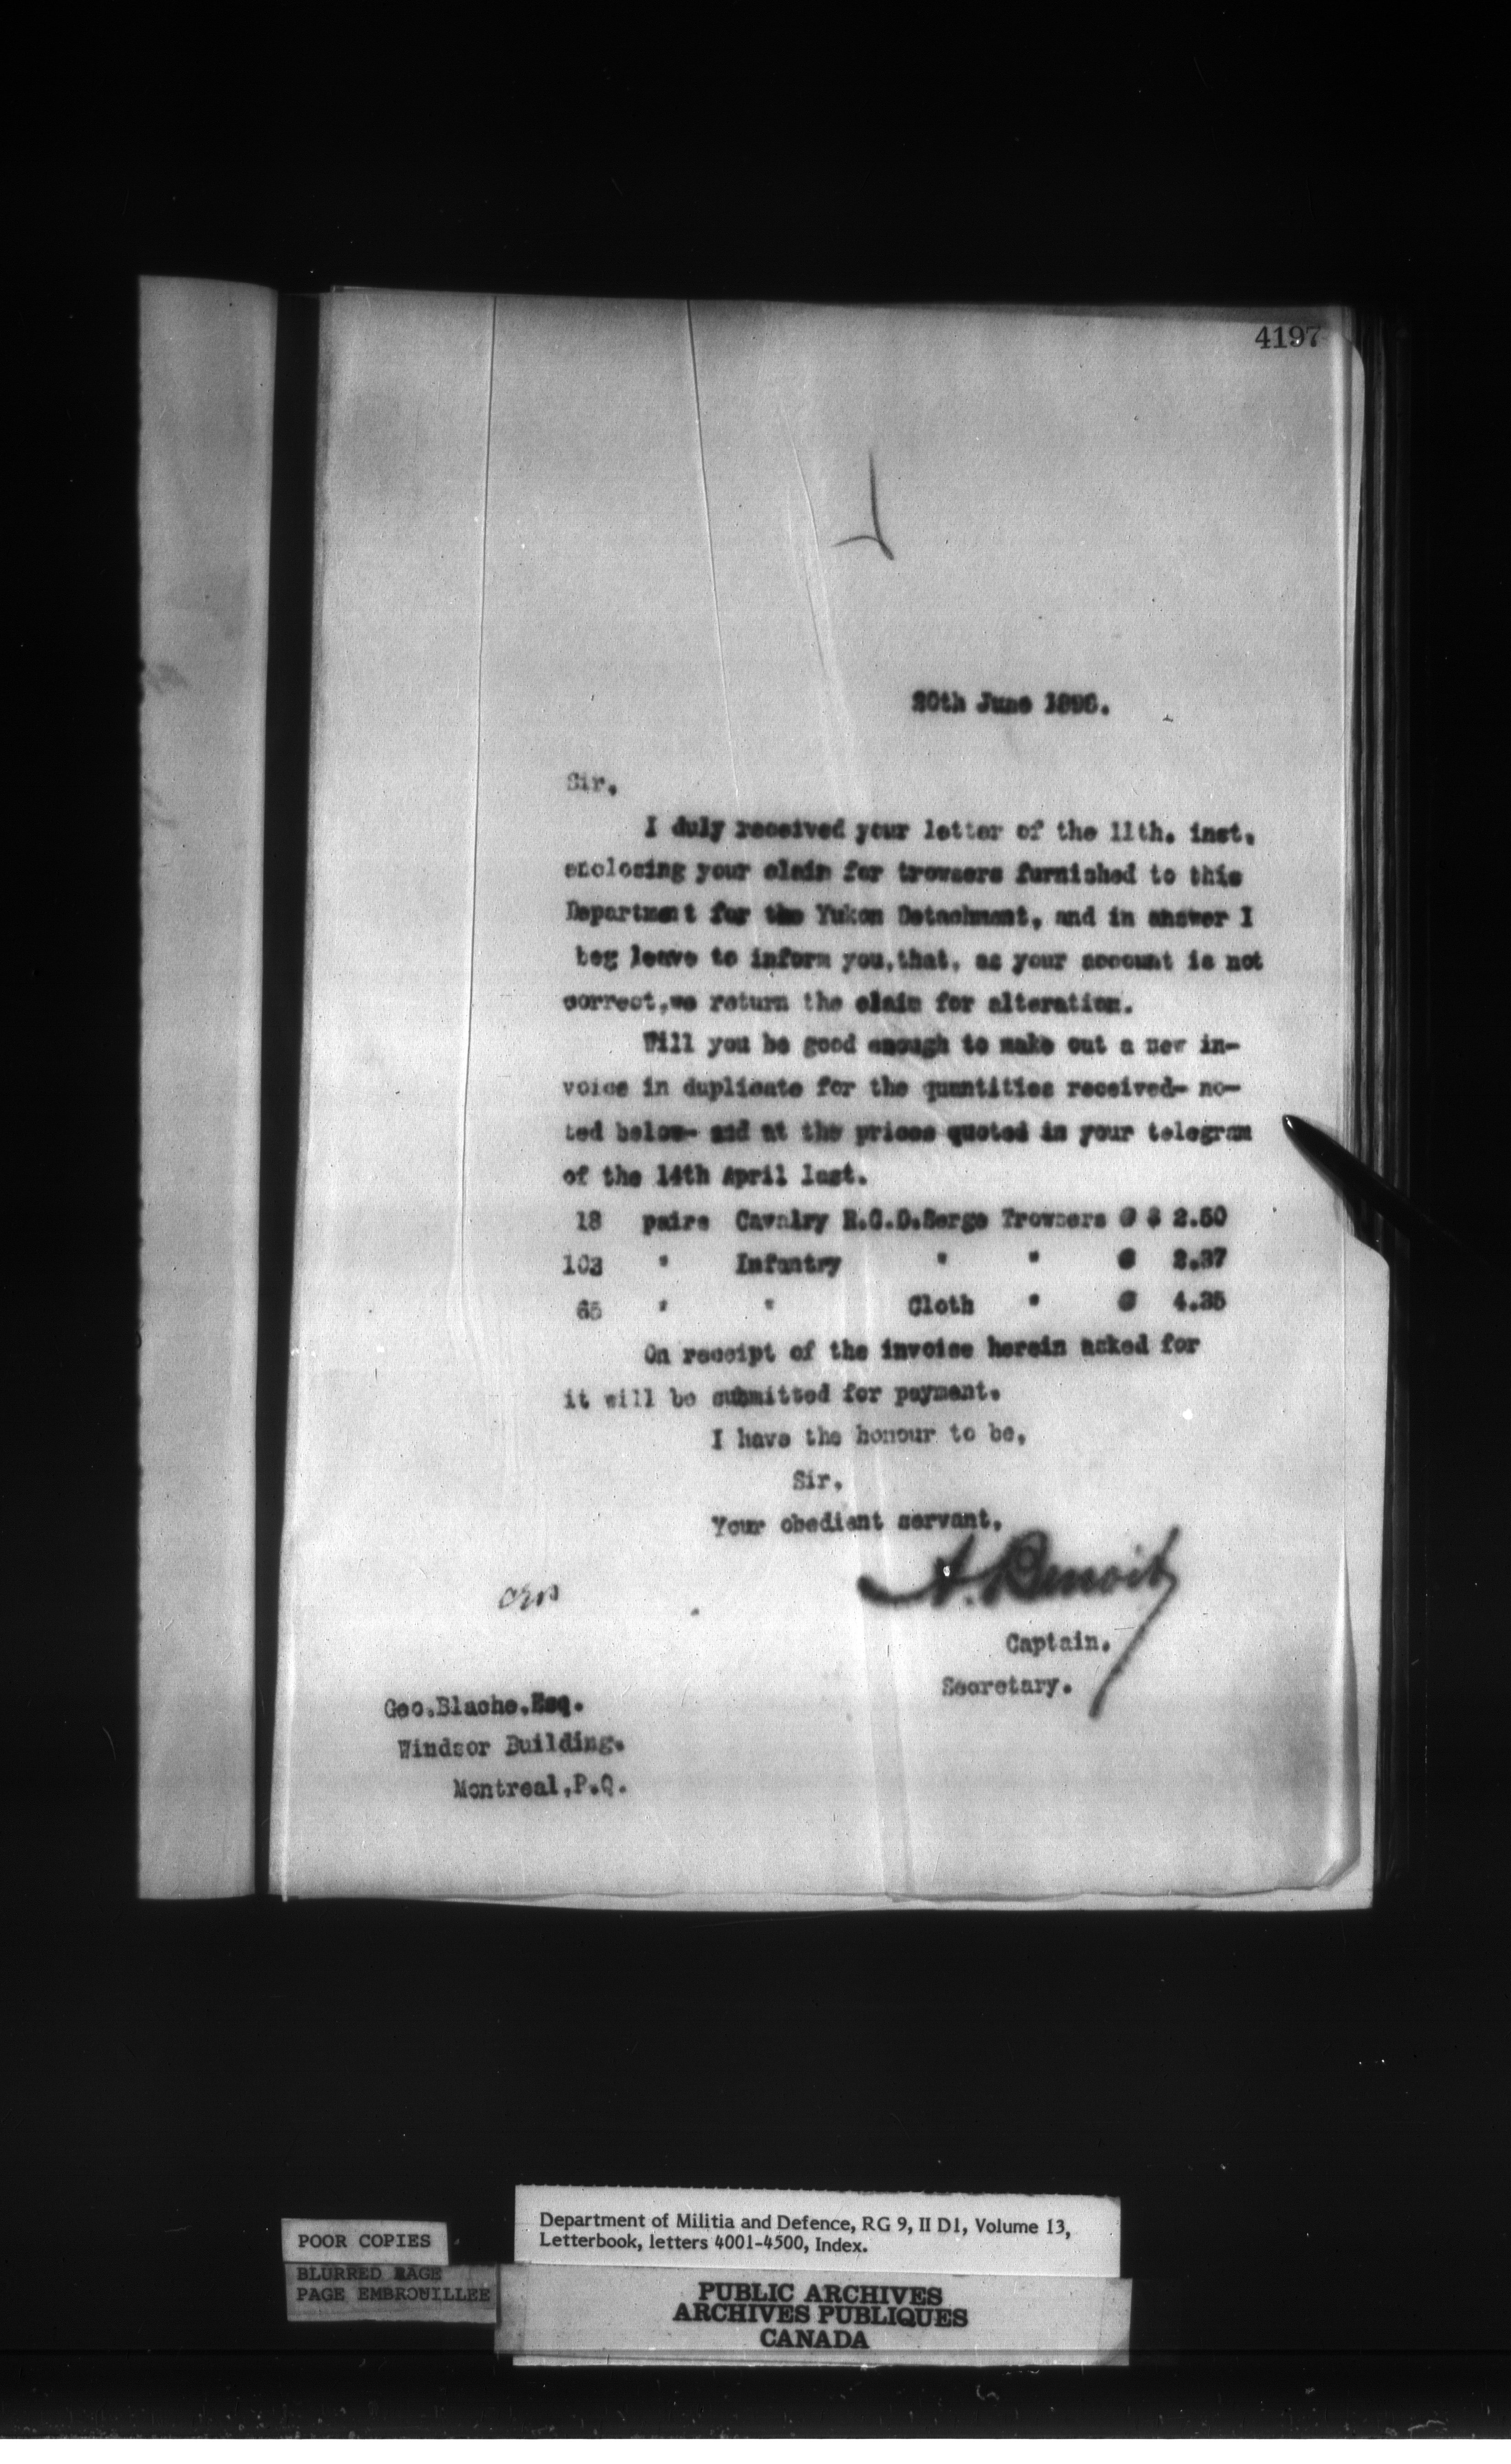 4197
20th June 1898.
Sir,
I duly received your letter of the 11th. inst.
enclosing your claim for trowsers furnished to this
Department for the Yukon Detachment, and in answer I
beg leave to inform you,that, as your account is not
correct,we return the claim for alteration.
Will you be good enough to make out a new in-
voice in duplicate for the quantities received- no-
ted below- and at the prices quoted in your telegram
of the 14th April last.
18 pairs Cavalry R.C.D.Serge Trowsers @ $ 2.50
103 " Infantry " " @ 2.37
65 " " Cloth " @ 4.35
On receipt of the invoice herein asked for
it will be submitted for payment.
I have the honour to be,
Sir,
Your obedient servant,
A. Benoit
Captain.
Secretary.
Geo.Blache.Esq.
Windsor Building.
Montreal,P.Q.
POOR COPIES
BLURRED PAGE
PAGE EMBROUILLEE
Department of Militia and Defence, RG 9, II D1, Volume 13,
Letterbook, letters 4001-4500, Index.
PUBLIC ARCHIVES
ARCHIVES PUBLIQUES
CANADA